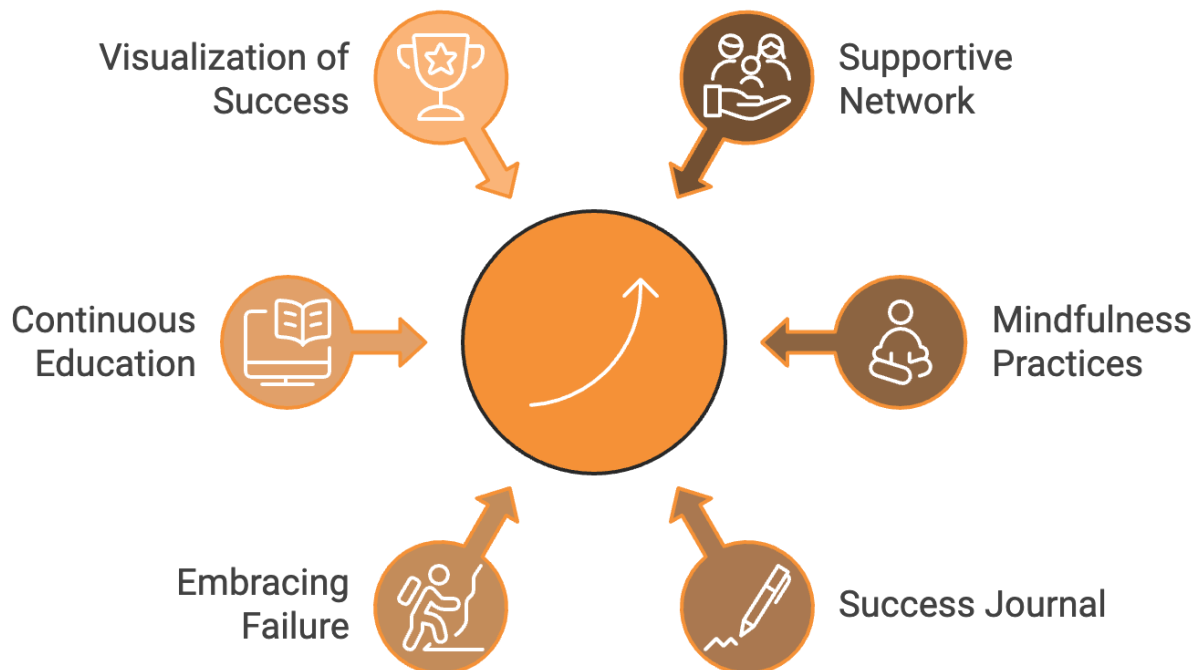 Visualization of
Success
Supportive
Network
Continuous
Education
Mindfulness
Practices
Embracing
Failure
Success Journal